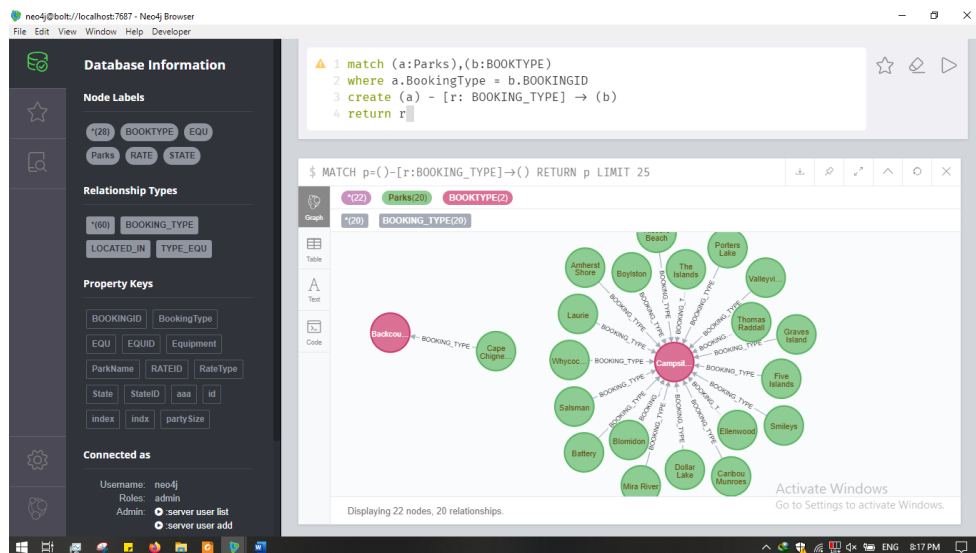 neo4j@bolt://localhost:7687 - Neo4j Browser
File Edit View Window Help Developer
Database Information
Node Labels
*(28) BOOKTYPE EQU
Parks RATE STATE
Relationship Types
*(60) BOOKING_TYPE
LOCATED_IN TYPE_EQU
Property Keys
BOOKINGID BookingType
EQU EQUID Equipment
ParkName RATEID RateType
State StateID aaa id
index indx partySize
Connected as
Username: neo4j
Roles: admin
Admin: :server user list
:server user add
1 match (a:Parks),(b:BOOKTYPE)
2 where a.BookingType = b.BOOKINGID
3 create (a) - [r: BOOKING_TYPE] → (b)
4 return r
$ MATCH p=()-[r:BOOKING_TYPE]→() RETURN p LIMIT 25
Graph
Table
Text
Code
*(22) Parks(20) BOOKTYPE(2)
*(20) BOOKING_TYPE(20)
Beach
Porters Lake
Amherst Shore
Boylston
The Islands
Valleyvi...
Laurie
Thomas Raddall
Graves Island
Backcou...
BOOKING_TYPE
Cape Chigne...
Whycoc...
BOOKING_TYPE
Campsit...
BOOKING_TYPE
BOOKING_TYPE
Five Islands
Salsman
Battery
Blomidon
Ellenwood
Smileys
Mira River
Dollar Lake
Caribou Munroes
Displaying 22 nodes, 20 relationships.
Activate Windows
Go to Settings to activate Windows.
ENG 8:17 PM